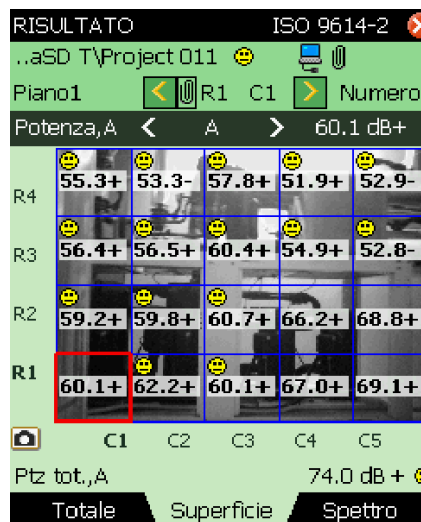 RISULTATO ISO 9614-2
..aSD T\Project 011
Piano1 < R1 C1 > Numero
Potenza,A < A > 60.1 dB+
R4 55.3+ 53.3- 57.8+ 51.9+ 52.9-
R3 56.4+ 56.5+ 60.4+ 54.9+ 52.8-
R2 59.2+ 59.8+ 60.7+ 66.2+ 68.8+
R1 60.1+ 62.2+ 60.1+ 67.0+ 69.1+
C1 C2 C3 C4 C5
Ptz tot.,A 74.0 dB +
Totale Superficie Spettro